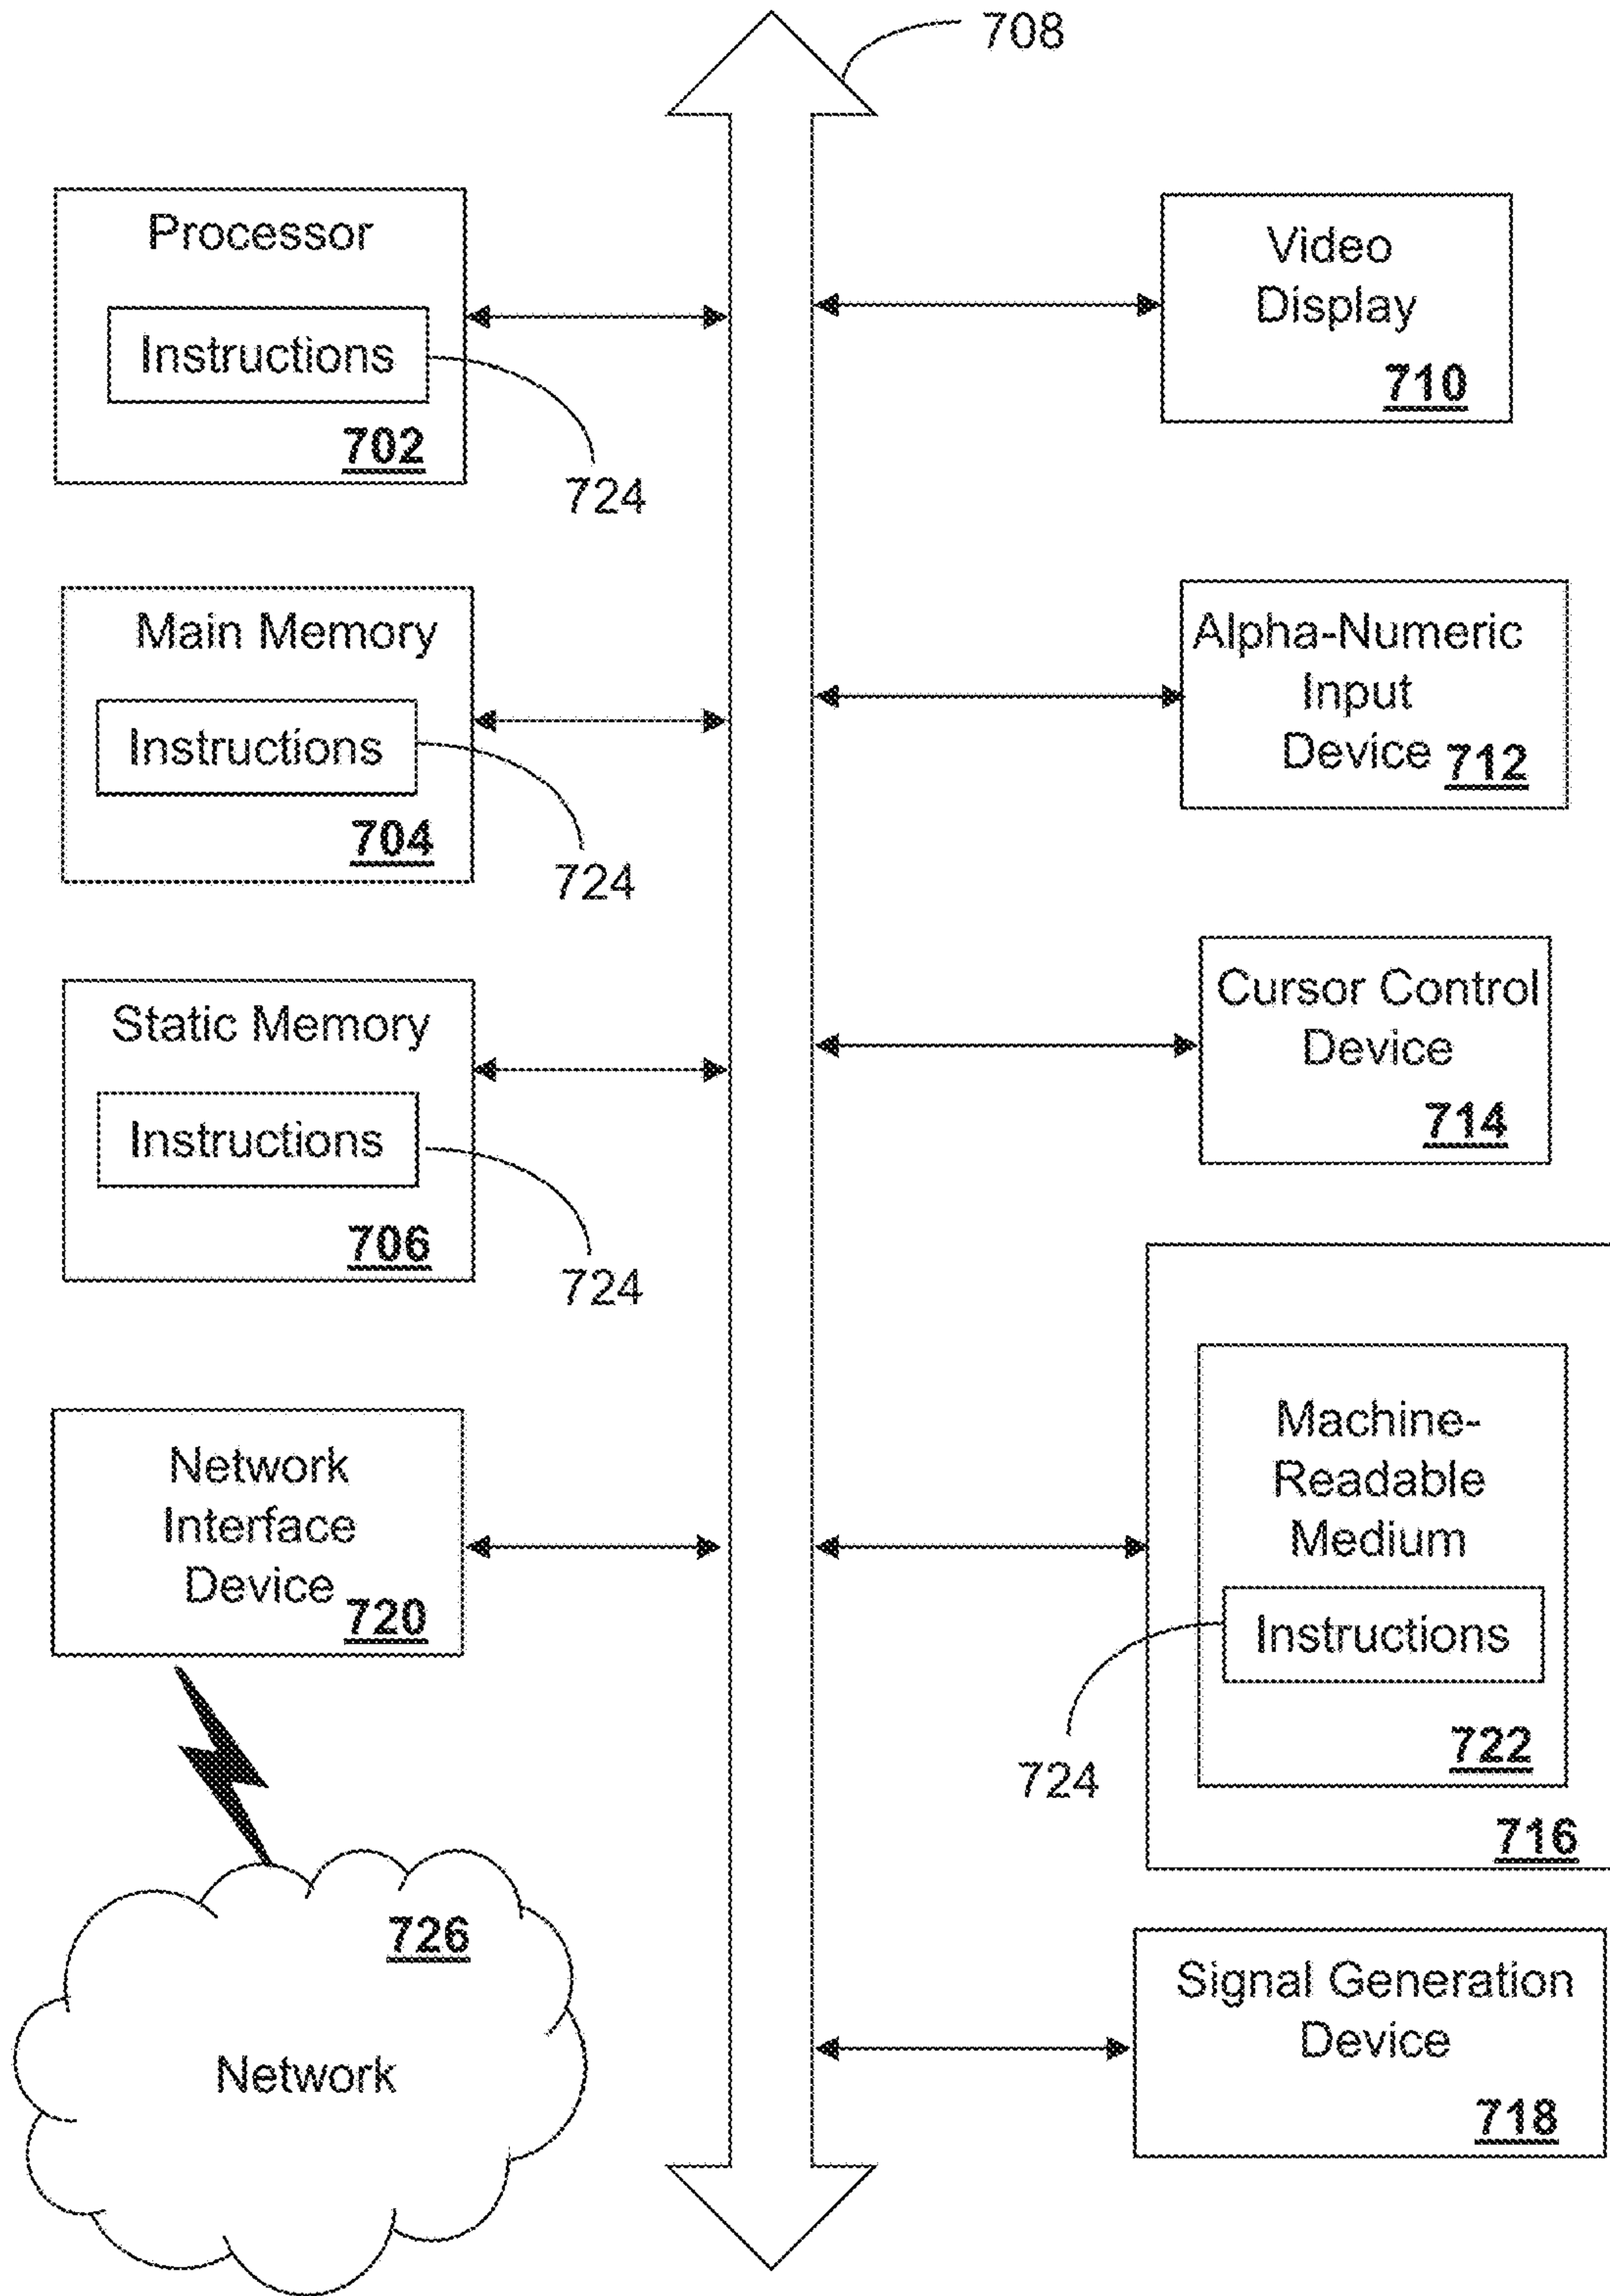 708
Processor
Instructions
702
724
Main Memory
Instructions
704
724
Static Memory
Instructions
706
724
Network
Interface
Device
720
726
Network
Video
Display
710
Alpha-Numeric
Input
Device
712
Cursor Control
Device
714
Machine-
Readable
Medium
Instructions
724
722
716
Signal Generation
Device
718